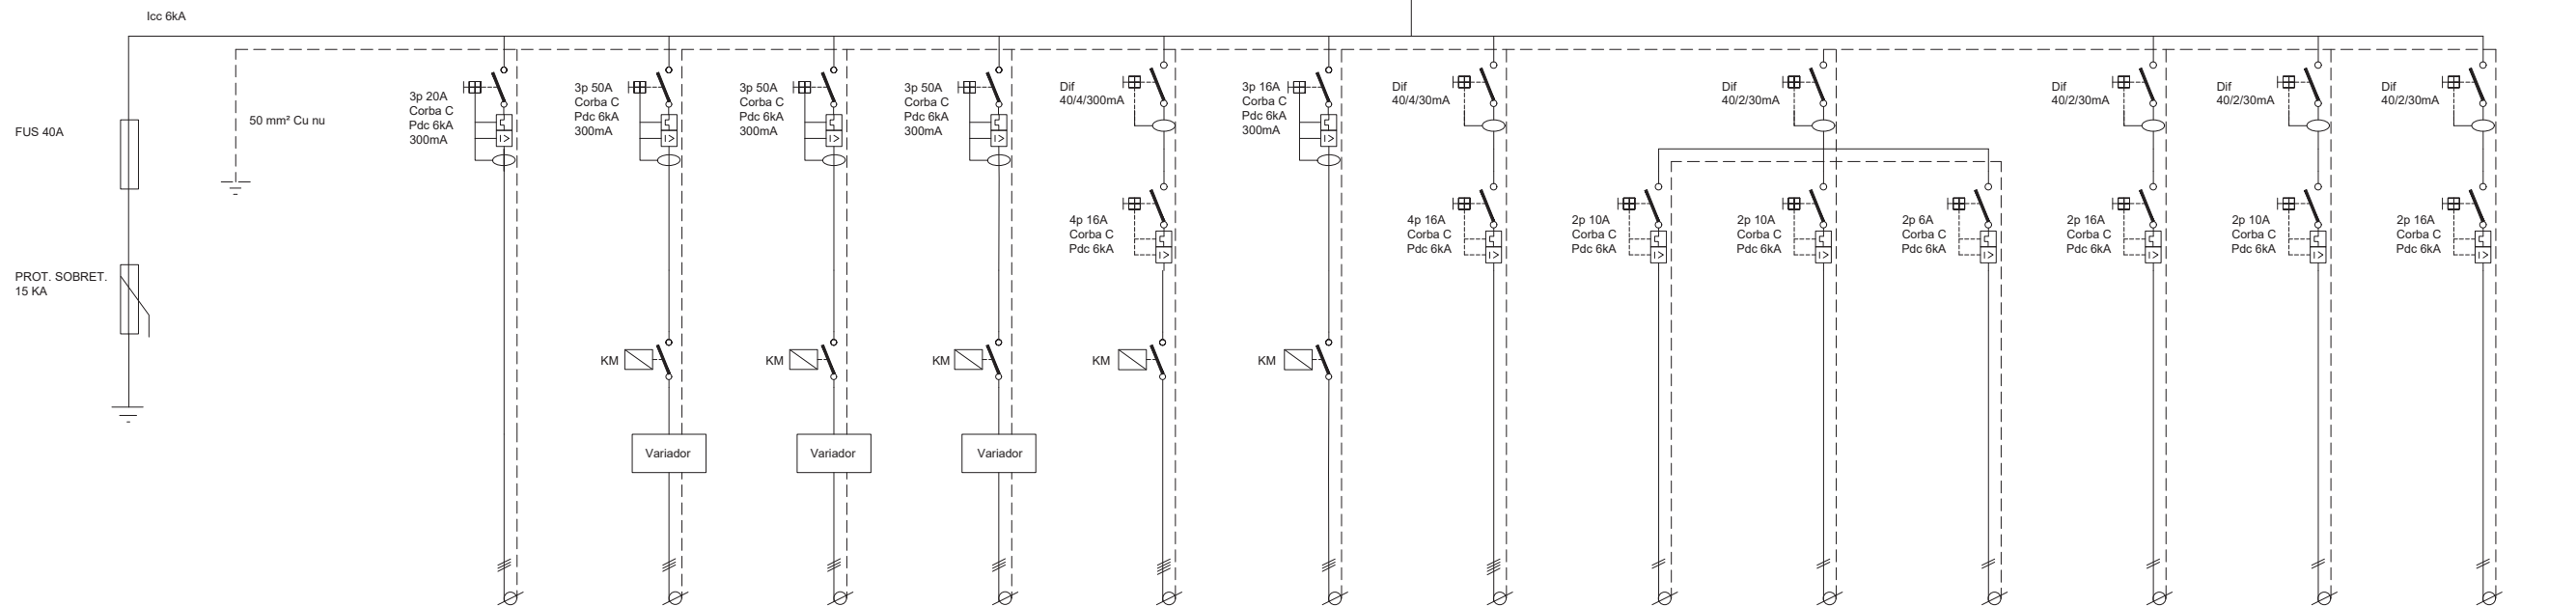 Icc 6kA
FUS 40A
PROT. SOBRET.
15 KA
50 mm² Cu nu
3p 20A
Corba C
Pdc 6kA
300mA
3p 50A
Corba C
Pdc 6kA
300mA
KM
Variador
3p 50A
Corba C
Pdc 6kA
300mA
KM
Variador
3p 50A
Corba C
Pdc 6kA
300mA
KM
Variador
Dif
40/4/300mA
4p 16A
Corba C
Pdc 6kA
KM
3p 16A
Corba C
Pdc 6kA
300mA
KM
Dif
40/4/30mA
4p 16A
Corba C
Pdc 6kA
Dif
40/2/30mA
2p 10A
Corba C
Pdc 6kA
2p 10A
Corba C
Pdc 6kA
2p 6A
Corba C
Pdc 6kA
Dif
40/2/30mA
2p 16A
Corba C
Pdc 6kA
Dif
40/2/30mA
2p 10A
Corba C
Pdc 6kA
Dif
40/2/30mA
2p 16A
Corba C
Pdc 6kA